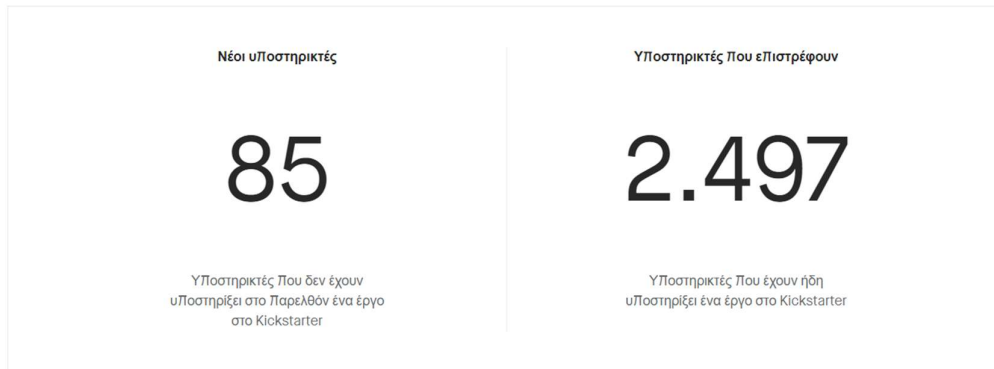 Νέοι υποστηρικτές
85
Υποστηρικτές που δεν έχουν
υποστηρίξει στο παρελθόν ένα έργο
στο Kickstarter
Υποστηρικτές που επιστρέφουν
2.497
Υποστηρικτές που έχουν ήδη
υποστηρίξει ένα έργο στο Kickstarter